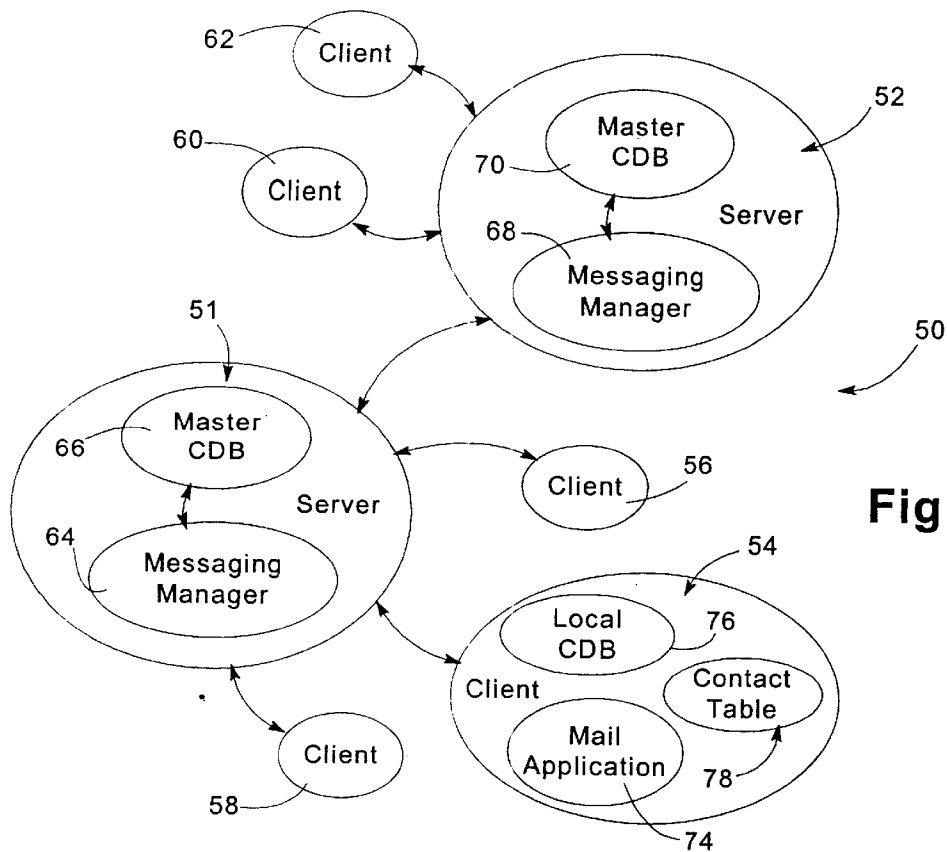 62
Client
52
Master
CDB
60
70
Client
Server
68
Messaging
Manager
51
50
Master
CDB
66
Client
56
Server
Fig
64
Messaging
Manager
54
Local
CDB
76
Client
Contact
Table
Mail
Application
Client
78
58
74